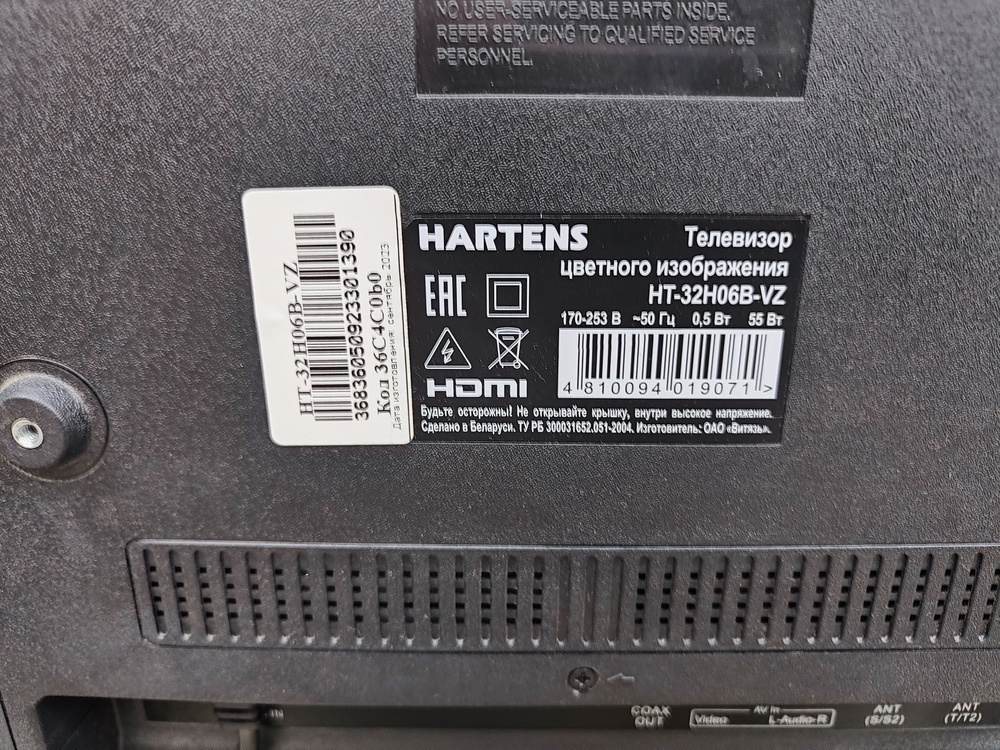 NO USER-SERVICEABLE PARTS INSIDE.
REFER SERVICING TO QUALIFIED SERVICE
PERSONNEL.
HT-32H06B-VZ
36836050923301390
Код 36C4C0b0
Дата изготовления: сентябрь 2023
HARTENS
Телевизор
цветного изображения
HT-32H06B-VZ
170-253 В ~50 Гц 0,5 Вт 55 Вт
EAC
HDMI
4 810094 019071 >
Будьте осторожны! Не открывайте крышку, внутри высокое напряжение.
Сделано в Беларуси. ТУ РБ 300031652.051-2004. Изготовитель: ОАО «Витязь».
COAX
OUT
AV in
Video L-Audio-R
ANT
(S/S2)
ANT
(T/T2)